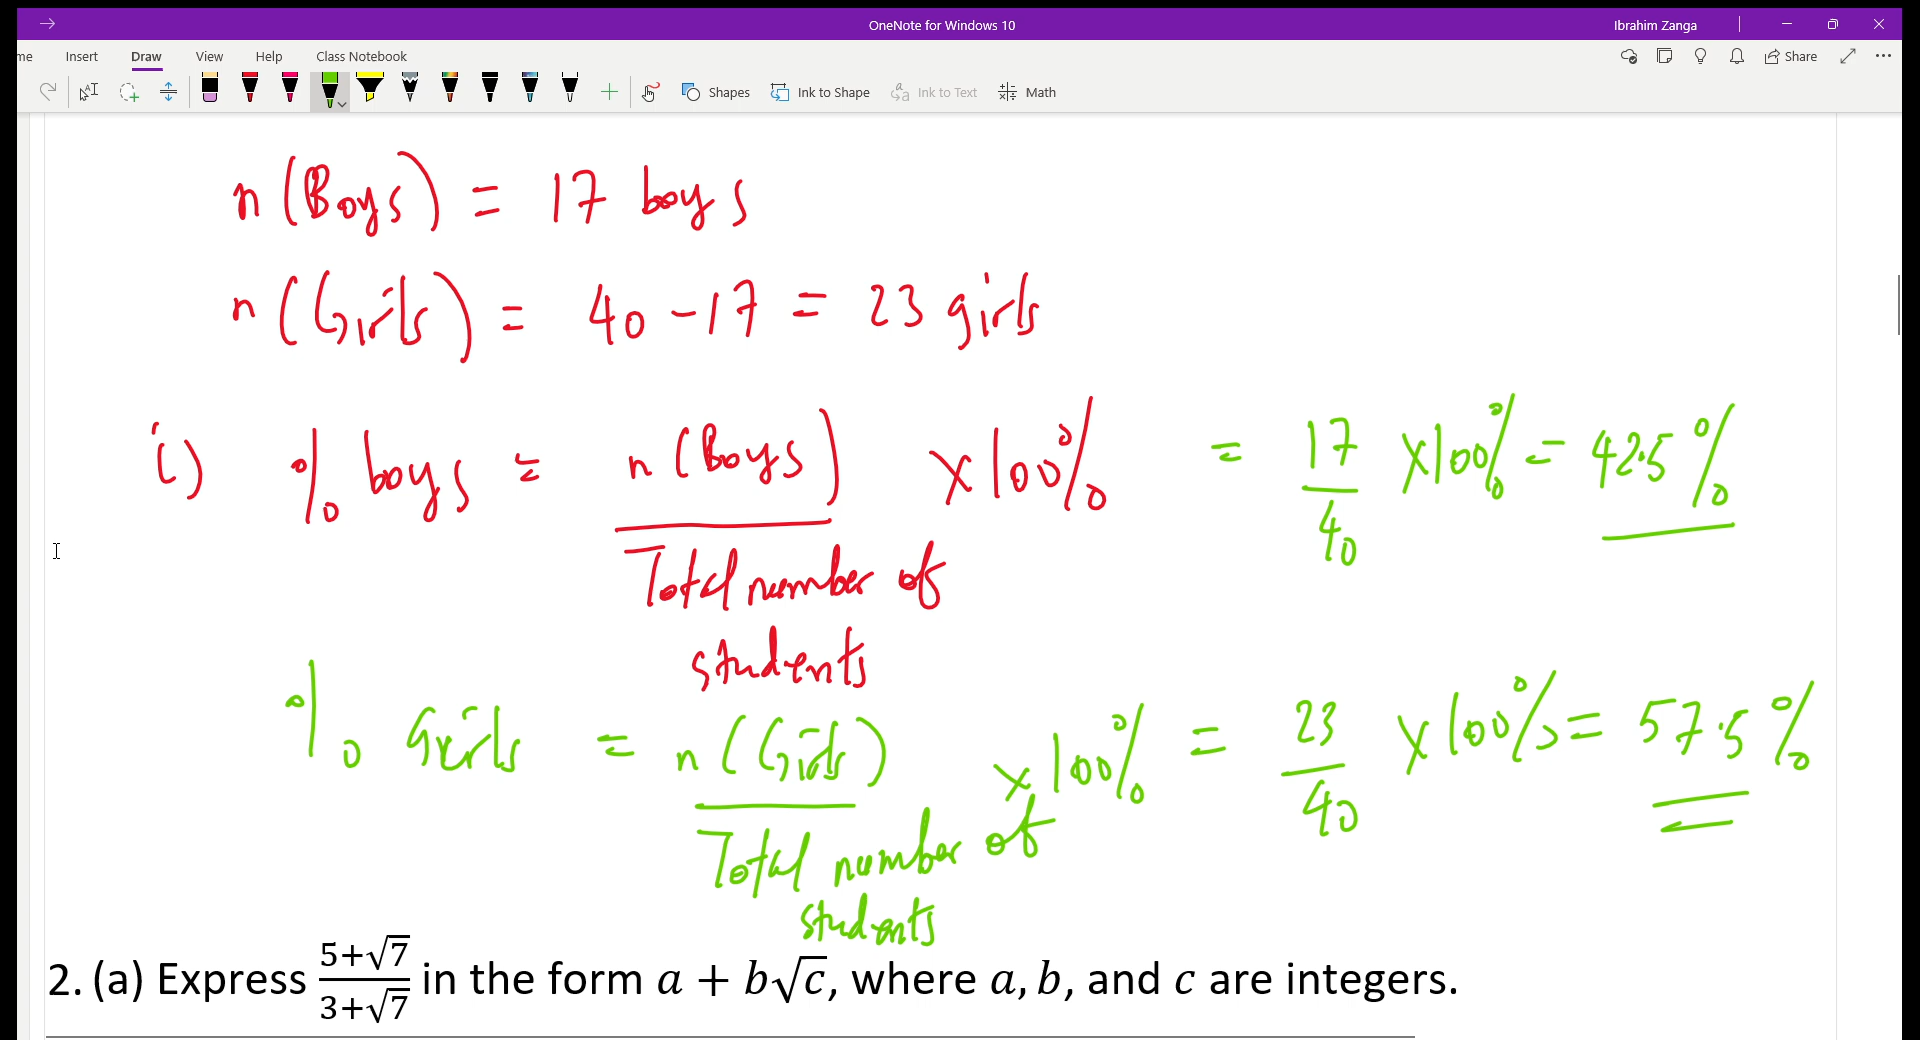 OneNote for Windows 10
Ibrahim Zanga
me Insert Draw View Help Class Notebook
Share
Shapes Ink to Shape Ink to Text Math
n(Boys) = 17 boys
n(Girls) = 40 - 17 = 23 girls
i) % boys = n(Boys) / Total number of students × 100% = 17/40 × 100% = 42.5%
% Girls = n(Girls) / Total number of students × 100% = 23/40 × 100% = 57.5%
2. (a) Express (5+√7)/(3+√7) in the form a + b√c, where a, b, and c are integers.